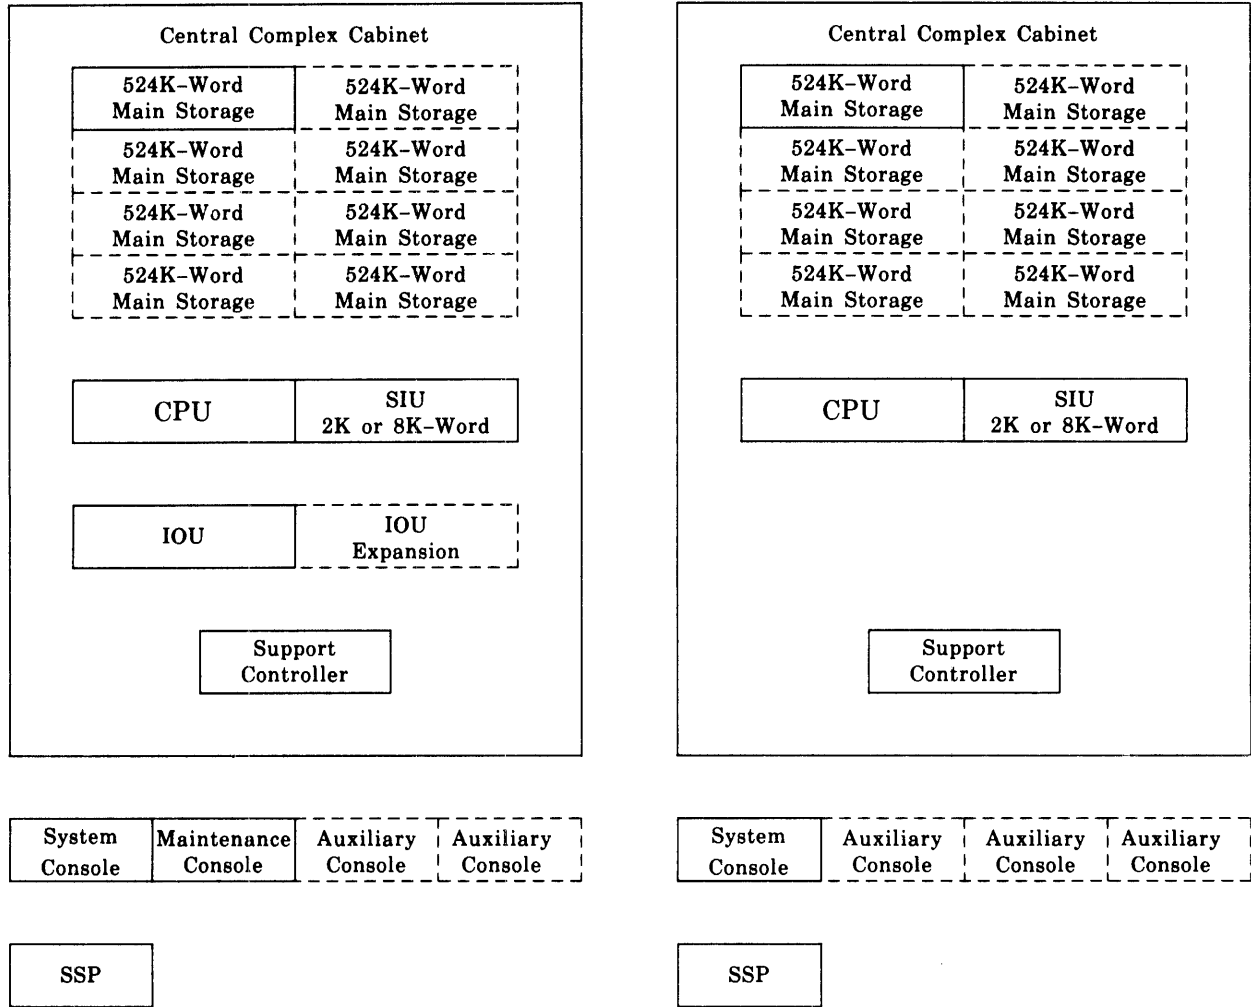 Central Complex Cabinet
524K-Word
Main Storage
524K-Word
Main Storage
524K-Word
Main Storage
524K-Word
Main Storage
524K-Word
Main Storage
524K-Word
Main Storage
524K-Word
Main Storage
524K-Word
Main Storage
CPU
SIU
2K or 8K-Word
IOU
IOU
Expansion
Support
Controller
System
Console
Maintenance
Console
Auxiliary
Console
Auxiliary
Console
SSP
Central Complex Cabinet
524K-Word
Main Storage
524K-Word
Main Storage
524K-Word
Main Storage
524K-Word
Main Storage
524K-Word
Main Storage
524K-Word
Main Storage
524K-Word
Main Storage
524K-Word
Main Storage
CPU
SIU
2K or 8K-Word
Support
Controller
System
Console
Auxiliary
Console
Auxiliary
Console
Auxiliary
Console
SSP